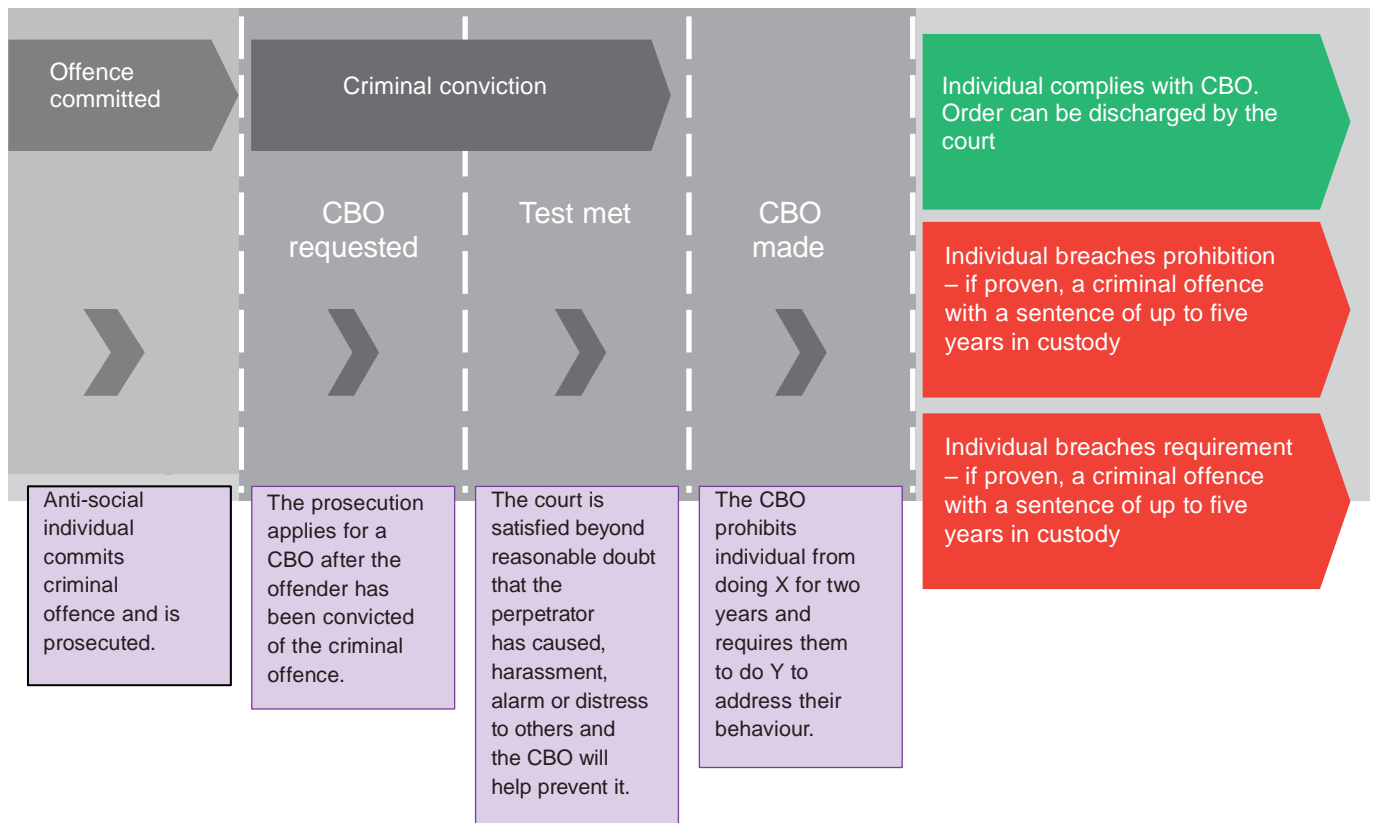 Offence
committed
Criminal conviction
CBO
requested
Test met
CBO
made
Individual complies with CBO.
Order can be discharged by the
court
Individual breaches prohibition
– if proven, a criminal offence
with a sentence of up to five
years in custody
Individual breaches requirement
– if proven, a criminal offence
with a sentence of up to five
years in custody
Anti-social
individual
commits
criminal
offence and is
prosecuted.
The prosecution
applies for a
CBO after the
offender has
been convicted
of the criminal
offence.
The court is
satisfied beyond
reasonable doubt
that the
perpetrator
has caused,
harassment,
alarm or distress
to others and
the CBO will
help prevent it.
The CBO
prohibits
individual from
doing X for two
years and
requires them
to do Y to
address their
behaviour.